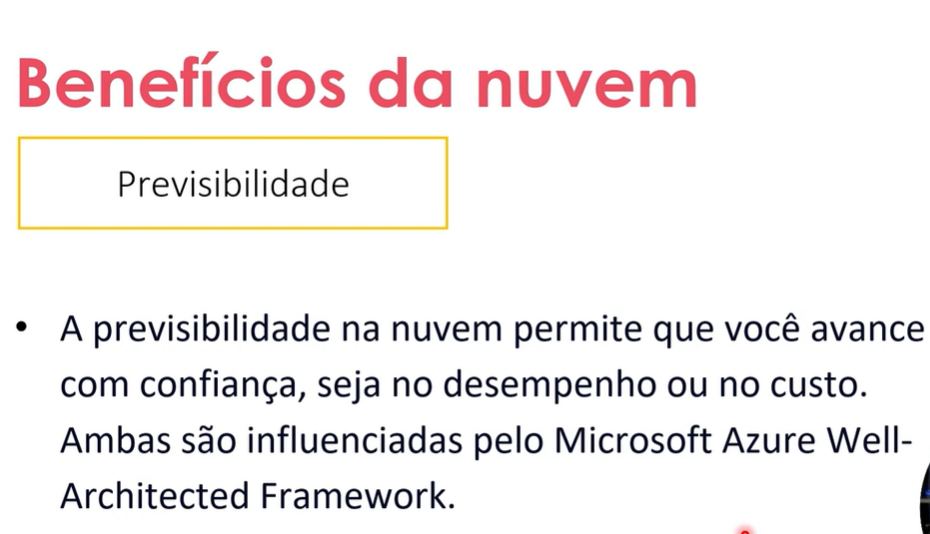 Benefícios da nuvem
Previsibilidade
• A previsibilidade na nuvem permite que você avance
com confiança, seja no desempenho ou no custo.
Ambas são influenciadas pelo Microsoft Azure Well-
Architected Framework.